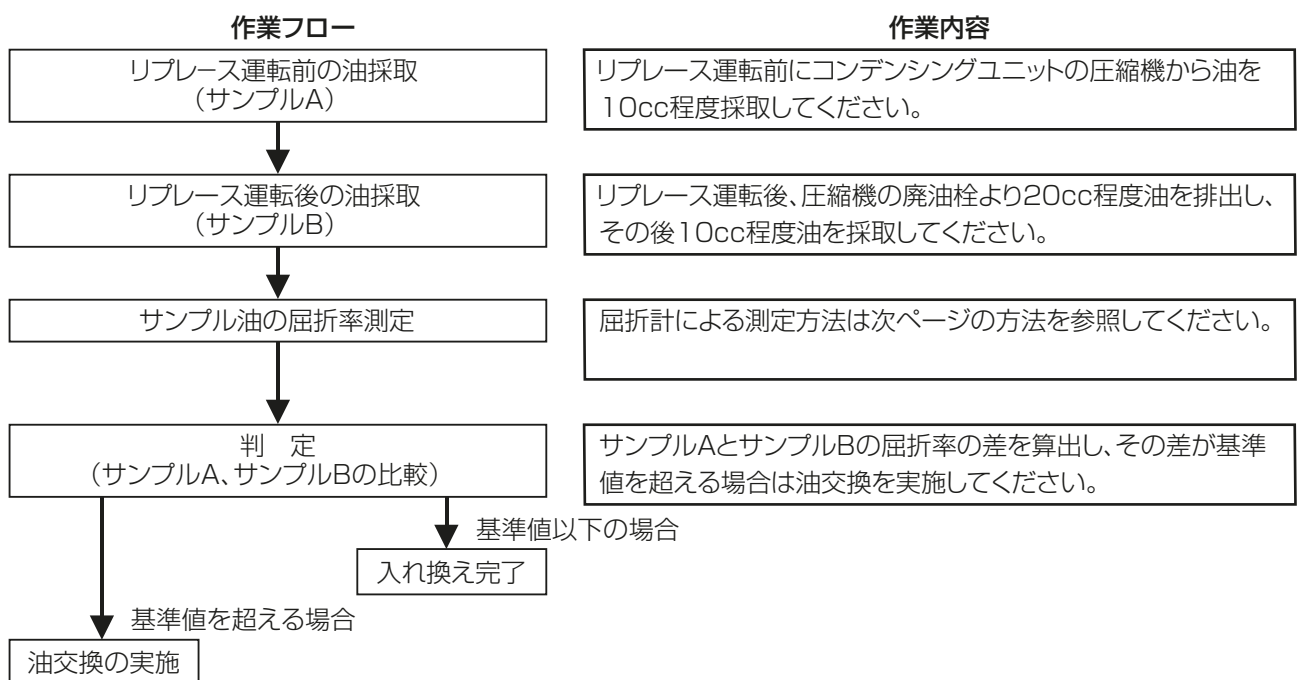 作業フロー
作業内容
リプレース運転前の油採取
（サンプルA）
リプレース運転前にコンデンシングユニットの圧縮機から油を
10cc程度採取してください。
リプレース運転後の油採取
（サンプルB）
リプレース運転後、圧縮機の廃油栓より20cc程度油を排出し、
その後10cc程度油を採取してください。
サンプル油の屈折率測定
屈折計による測定方法は次ページの方法を参照してください。
判　定
（サンプルA、サンプルBの比較）
サンプルAとサンプルBの屈折率の差を算出し、その差が基準
値を超える場合は油交換を実施してください。
基準値以下の場合
入れ換え完了
基準値を超える場合
油交換の実施